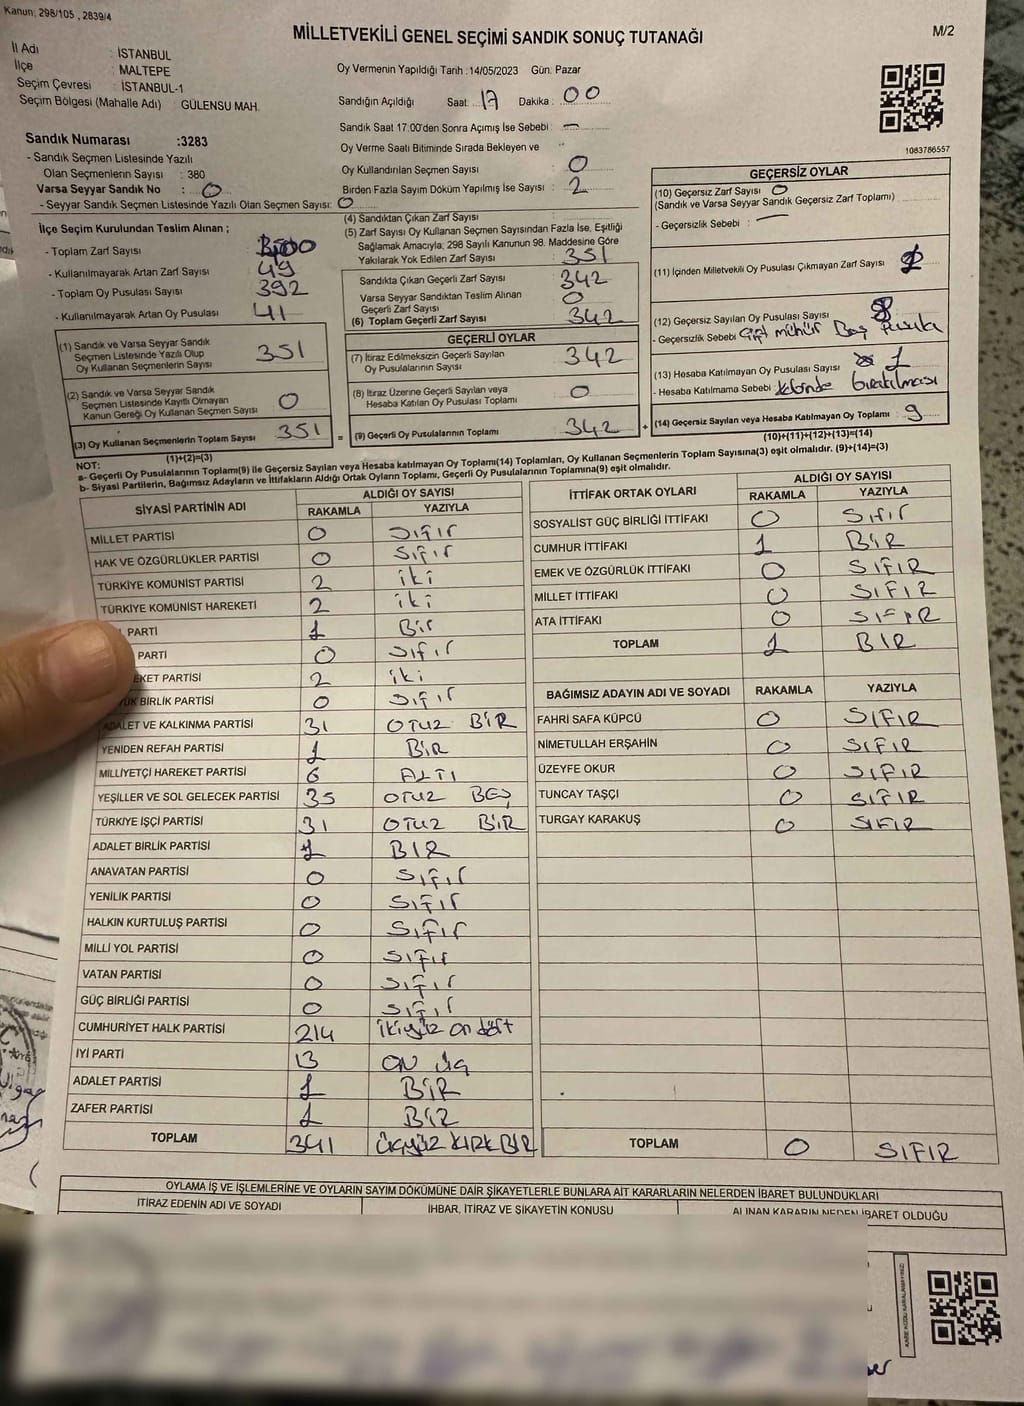 Kanun, 298/105 , 2839/4
MİLLETVEKİLİ GENEL SEÇİMİ SANDIK SONUÇ TUTANAĞI
M/2
İl Adı : İSTANBUL
İlçe : MALTEPE
Seçim Çevresi : İSTANBUL-1
Seçim Bölgesi (Mahalle Adı) : GÜLENSU MAH.
Oy Vermenin Yapıldığı Tarih :14/05/2023 Gün: Pazar
Sandığın Açıldığı Saat: 17 Dakika : 00
Sandık Saat 17.00'den Sonra Açımış İse Sebebi : —
Oy Verme Saati Bitiminde Sırada Bekleyen ve
Oy Kullandırılan Seçmen Sayısı : 0
Birden Fazla Sayım Döküm Yapılmış İse Sayısı : 2
1083786557
Sandık Numarası :3283
- Sandık Seçmen Listesinde Yazılı
Olan Seçmenlerin Sayısı : 380
Varsa Seyyar Sandık No : 0
- Seyyar Sandık Seçmen Listesinde Yazılı Olan Seçmen Sayısı: 0
İlçe Seçim Kurulundan Teslim Alınan ;
- Toplam Zarf Sayısı
- Kullanılmayarak Artan Zarf Sayısı : 49
- Toplam Oy Pusulası Sayısı : 392
- Kullanılmayarak Artan Oy Pusulası : 41
(1) Sandık ve Varsa Seyyar Sandık
Seçmen Listesinde Yazılı Olup
Oy Kullanan Seçmenlerin Sayısı 351
(2) Sandık ve Varsa Seyyar Sandık
Seçmen Listesinde Kayıtlı Olmayan
Kanun Gereği Oy Kullanan Seçmen Sayısı 0
(3) Oy Kullanan Seçmenlerin Toplam Sayısı 351
(1)+(2)=(3)
(4) Sandıktan Çıkan Zarf Sayısı
(5) Zarf Sayısı Oy Kullanan Seçmen Sayısından Fazla İse, Eşitliği
Sağlamak Amacıyla; 298 Sayılı Kanunun 98. Maddesine Göre
Yakılarak Yok Edilen Zarf Sayısı : 351
Sandıkta Çıkan Geçerli Zarf Sayısı : 342
Varsa Seyyar Sandıktan Teslim Alınan
Geçerli Zarf Sayısı : 0
(6) Toplam Geçerli Zarf Sayısı : 342
GEÇERLİ OYLAR
(7) İtiraz Edilmeksizin Geçerli Sayılan
Oy Pusulalarının Sayısı : 342
(8) İtiraz Üzerine Geçerli Sayılan veya
Hesaba Katılan Oy Pusulası Toplamı : 0
= (9) Geçerli Oy Pusulalarının Toplamı : 342 +
GEÇERSİZ OYLAR
(10) Geçersiz Zarf Sayısı : 0
(Sandık ve Varsa Seyyar Sandık Geçersiz Zarf Toplamı)
- Geçersizlik Sebebi : —
(11) İçinden Milletvekili Oy Pusulası Çıkmayan Zarf Sayısı :
(12) Geçersiz Sayılan Oy Pusulası Sayısı : 8
- Geçersizlik Sebebi : Çift mühür Boş Pusula
(13) Hesaba Katılmayan Oy Pusulası Sayısı : 1
- Hesaba Katılmama Sebebi : bırakılması
(14) Geçersiz Sayılan veya Hesaba Katılmayan Oy Toplamı : 9
(10)+(11)+(12)+(13)=(14)
NOT:
a- Geçerli Oy Pusulalarının Toplamı(9) ile Geçersiz Sayılan veya Hesaba katılmayan Oy Toplamı(14) Toplamları, Oy Kullanan Seçmenlerin Toplam Sayısına(3) eşit olmalıdır. (9)+(14)=(3)
b- Siyasi Partilerin, Bağımsız Adayların ve İttifakların Aldığı Ortak Oyların Toplamı, Geçerli Oy Pusulalarının Toplamına(9) eşit olmalıdır.
SİYASİ PARTİNİN ADI ALDIĞI OY SAYISI
RAKAMLA YAZIYLA
MİLLET PARTİSİ 0 Sıfır
HAK VE ÖZGÜRLÜKLER PARTİSİ 0 Sıfır
TÜRKİYE KOMÜNİST PARTİSİ 2 iki
TÜRKİYE KOMÜNİST HAREKETİ 2 iki
PARTİ 1 Bir
PARTİ 0 Sıfır
PARTİSİ 2 iki
BİRLİK PARTİSİ 0 Sıfır
ADALET VE KALKINMA PARTİSİ 31 OTUZ BİR
YENİDEN REFAH PARTİSİ 1 BİR
MİLLİYETÇİ HAREKET PARTİSİ 6 ALTI
YEŞİLLER VE SOL GELECEK PARTİSİ 35 OTUZ BEŞ
TÜRKİYE İŞÇİ PARTİSİ 31 OTUZ BİR
ADALET BİRLİK PARTİSİ 1 BİR
ANAVATAN PARTİSİ 0 Sıfır
YENİLİK PARTİSİ 0 Sıfır
HALKIN KURTULUŞ PARTİSİ 0 Sıfır
MİLLİ YOL PARTİSİ 0 Sıfır
VATAN PARTİSİ 0 Sıfır
GÜÇ BİRLİĞİ PARTİSİ 0 Sıfır
CUMHURİYET HALK PARTİSİ 214 ikiyüz on dört
İYİ PARTİ 13 ON ÜÇ
ADALET PARTİSİ 1 BİR
ZAFER PARTİSİ 1 BİR
TOPLAM 341 ÜÇYÜZ KIRK BİR
İTTİFAK ORTAK OYLARI ALDIĞI OY SAYISI
RAKAMLA YAZIYLA
SOSYALİST GÜÇ BİRLİĞİ İTTİFAKI 0 Sıfır
CUMHUR İTTİFAKI 1 BİR
EMEK VE ÖZGÜRLÜK İTTİFAKI 0 SIFIR
MİLLET İTTİFAKI 0 SIFIR
ATA İTTİFAKI 0 SIFIR
TOPLAM 1 BİR
BAĞIMSIZ ADAYIN ADI VE SOYADI RAKAMLA YAZIYLA
FAHRİ SAFA KÜPCÜ 0 SIFIR
NİMETULLAH ERŞAHİN 0 SIFIR
ÜZEYFE OKUR 0 SIFIR
TUNCAY TAŞÇI 0 SIFIR
TURGAY KARAKUŞ 0 SIFIR
TOPLAM 0 SIFIR
OYLAMA İŞ VE İŞLEMLERİNE VE OYLARIN SAYIM DÖKÜMÜNE DAİR ŞİKAYETLERLE BUNLARA AİT KARARLARIN NELERDEN İBARET BULUNDUKLARI
İTİRAZ EDENİN ADI VE SOYADI İHBAR, İTİRAZ VE ŞİKAYETİN KONUSU ALINAN KARARIN NEDEN İBARET OLDUĞU
KARE KODU KARALAMAYINIZ!